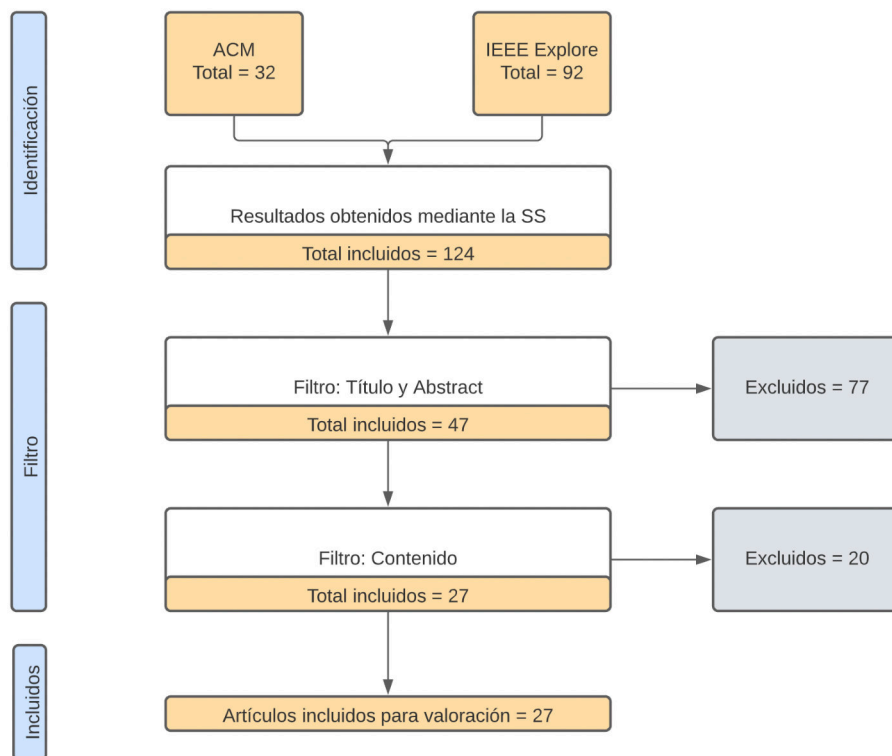 Identificación
ACM
Total = 32
IEEE Explore
Total = 92
Resultados obtenidos mediante la SS
Total incluidos = 124
Filtro
Filtro: Título y Abstract
Total incluidos = 47
Excluidos = 77
Filtro: Contenido
Total incluidos = 27
Excluidos = 20
Incluidos
Artículos incluidos para valoración = 27